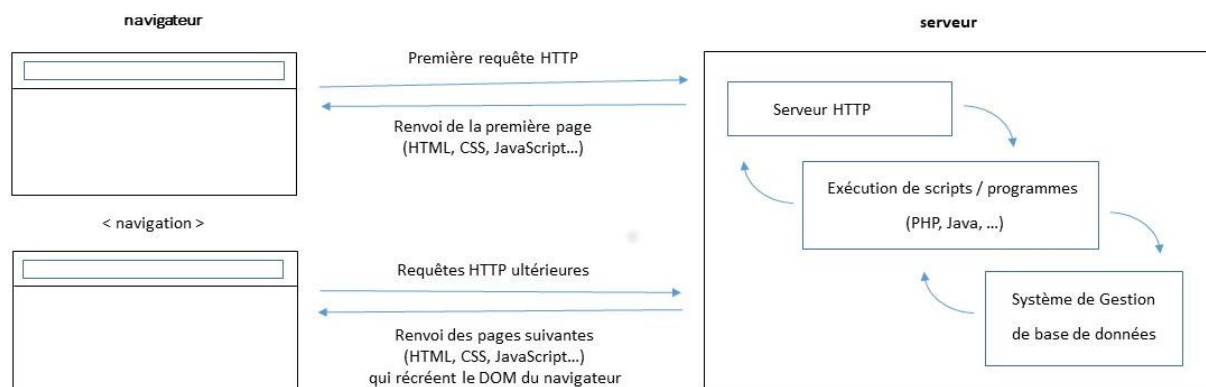 navigateur
serveur
Première requête HTTP
Renvoi de la première page
(HTML, CSS, JavaScript...)
Serveur HTTP
Exécution de scripts / programmes
(PHP, Java, ...)
< navigation >
Requêtes HTTP ultérieures
Système de Gestion
de base de données
Renvoi des pages suivantes
(HTML, CSS, JavaScript...)
qui récréent le DOM du navigateur